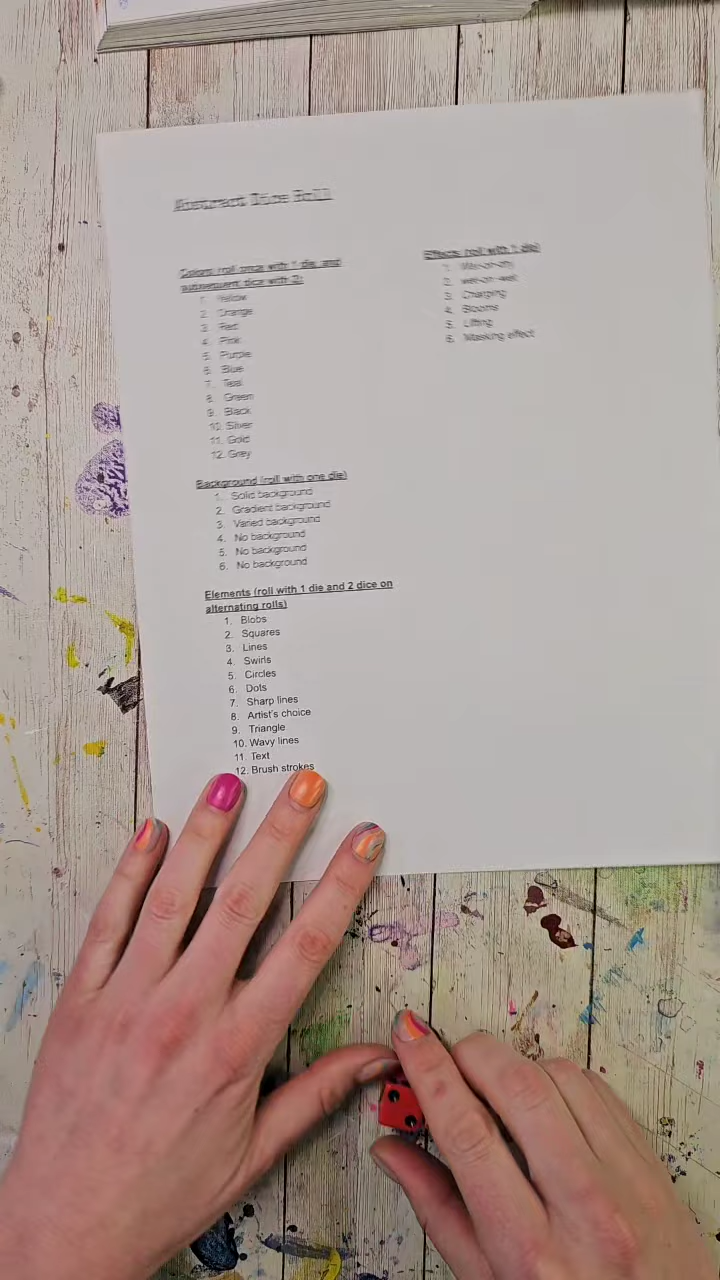 Abstract Dice Roll
Colors (roll once with 1 die and
subsequent dice with 2)
1. Yellow
2. Orange
3. Red
4. Pink
5. Purple
6. Blue
7. Teal
8. Green
9. Black
10. Silver
11. Gold
12. Grey
Background (roll with one die)
1. Solid background
2. Gradient background
3. Varied background
4. No background
5. No background
6. No background
Elements (roll with 1 die and 2 dice on
alternating rolls)
1. Blobs
2. Squares
3. Lines
4. Swirls
5. Circles
6. Dots
7. Sharp lines
8. Artist's choice
9. Triangle
10. Wavy lines
11. Text
12. Brush strokes
Effects (roll with 1 die)
1. Wet-on-dry
2. wet-on-wet
3. Charging
4. Blooms
5. Lifting
6. Masking effect